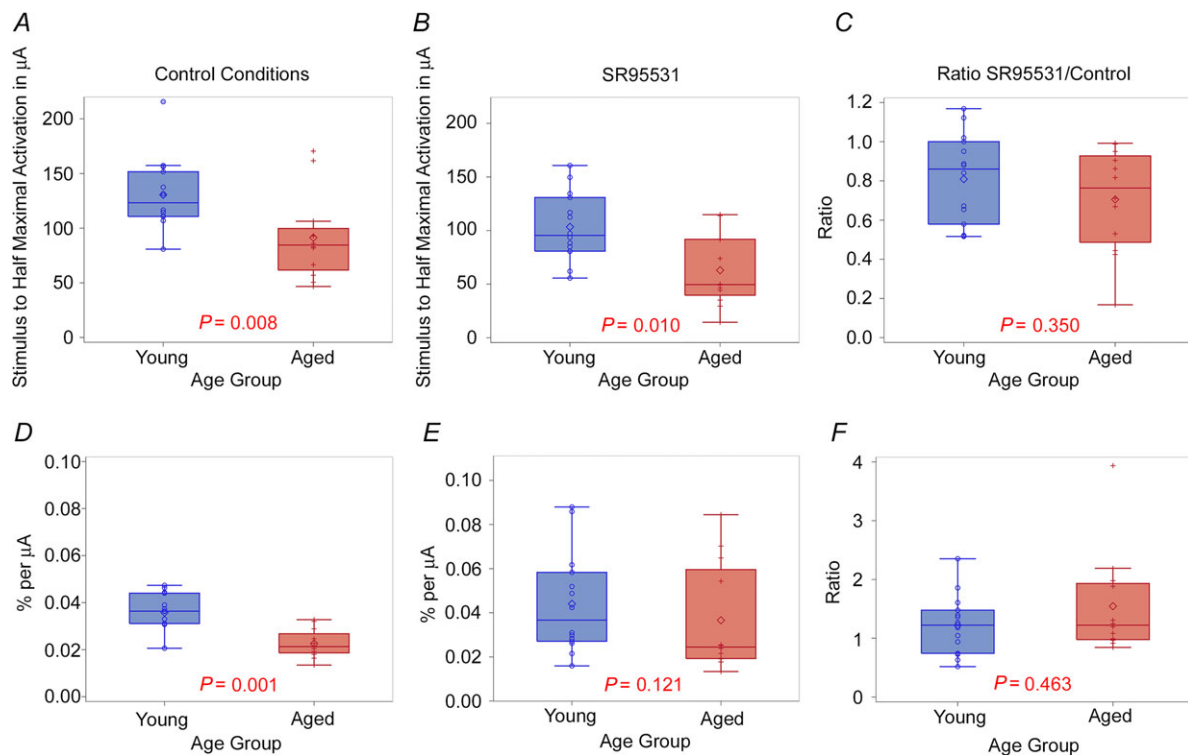 A
B
C
Control Conditions
SR95531
Ratio SR95531/Control
Stimulus to Half Maximal Activation in μA
200
150
100
50
0
P = 0.008
Young
Aged
Age Group
Stimulus to Half Maximal Activation in μA
200
150
100
50
0
P = 0.010
Young
Aged
Age Group
Ratio
1.2
1.0
0.8
0.6
0.4
0.2
0.0
P = 0.350
Young
Aged
Age Group
D
E
F
% per μA
0.10
0.08
0.06
0.04
0.02
0.00
P = 0.001
Young
Aged
Age Group
% per μA
0.10
0.08
0.06
0.04
0.02
0.00
P = 0.121
Young
Aged
Age Group
Ratio
4
3
2
1
0
P = 0.463
Young
Aged
Age Group